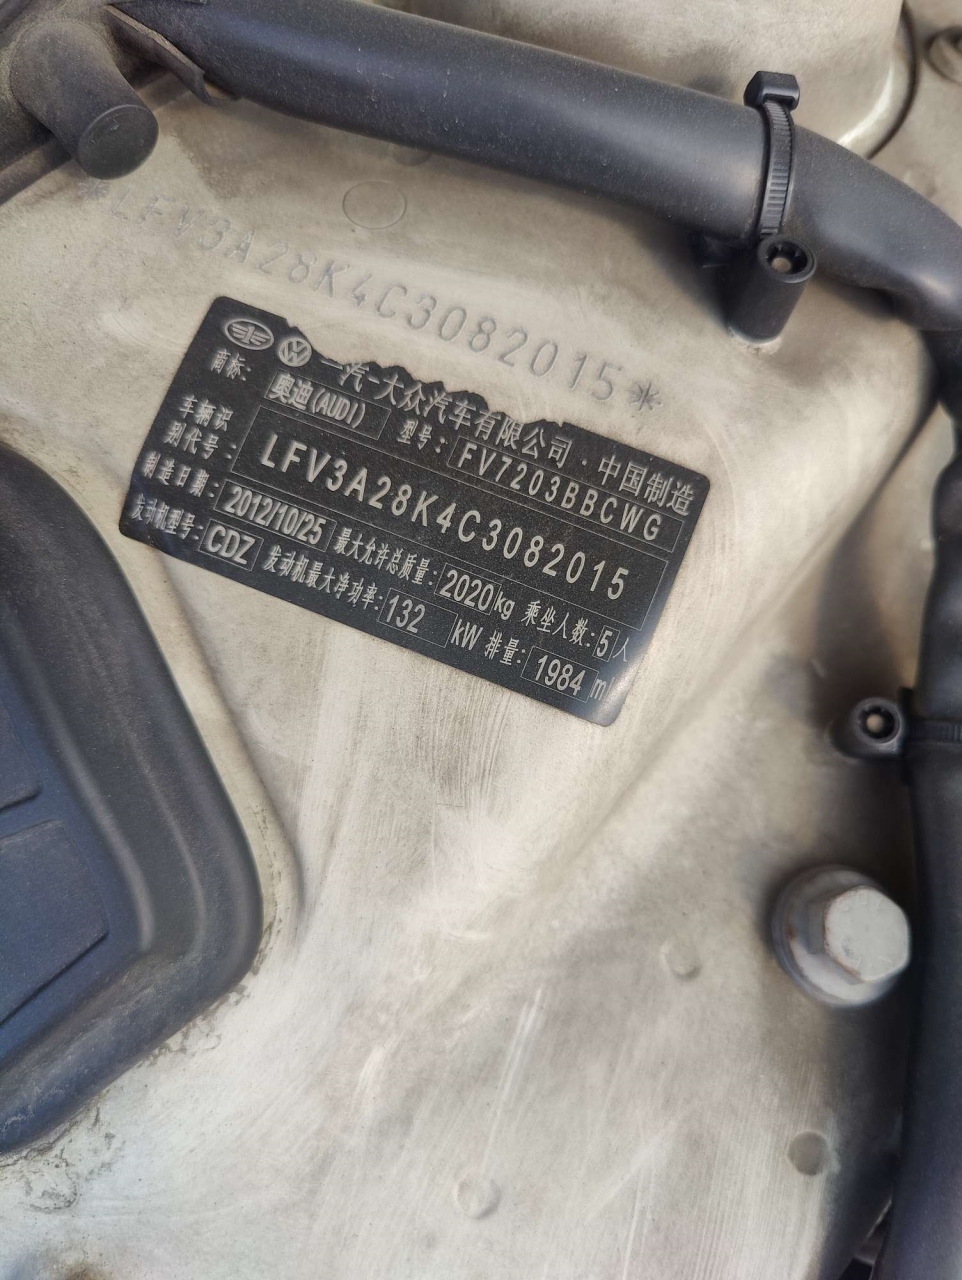 LFV3A28K4C3082015*
一汽-大众汽车有限公司·中国制造
商标: 奥迪(AUDI) 型号: FV7203BBCWG
车辆识别代号: LFV3A28K4C3082015
制造日期: 2012/10/25 最大允许总质量: 2020kg 乘坐人数: 5人
发动机型号: CDZ 发动机最大净功率: 132 kW 排量: 1984 ml